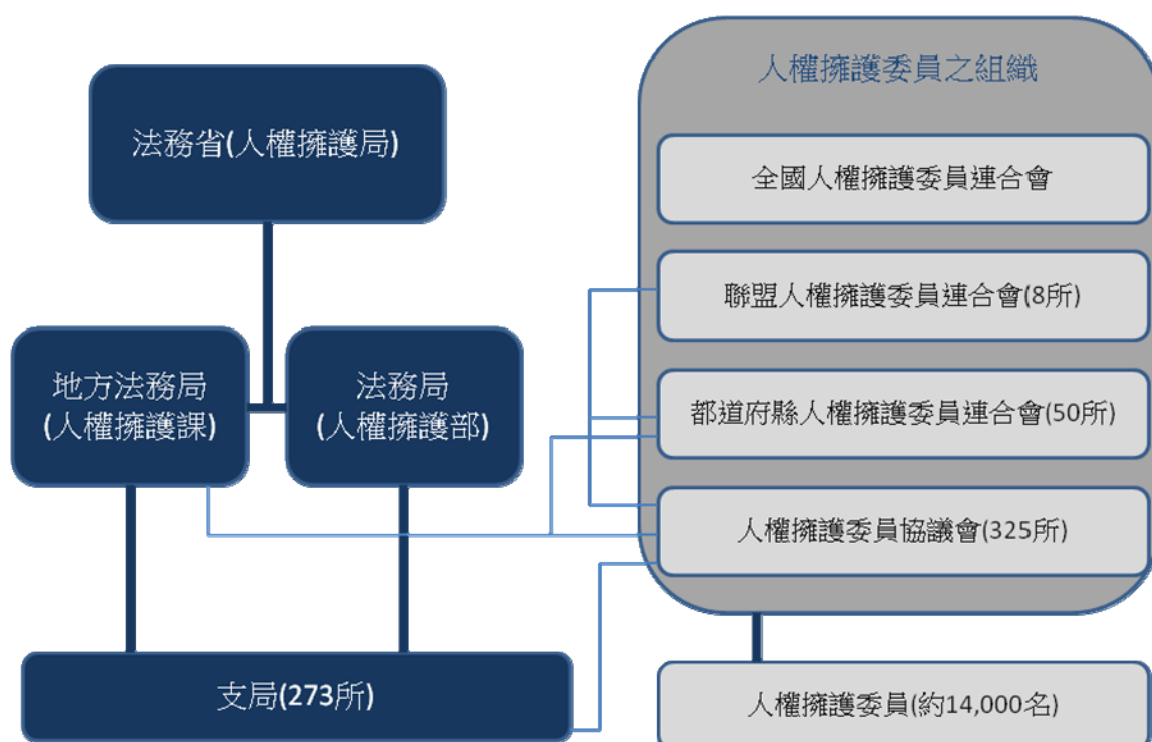 法務省(人權擁護局)
地方法務局
(人權擁護課)
法務局
(人權擁護部)
支局(273所)
人權擁護委員之組織
全國人權擁護委員連合會
聯盟人權擁護委員連合會(8所)
都道府縣人權擁護委員連合會(50所)
人權擁護委員協議會(325所)
人權擁護委員(約14,000名)